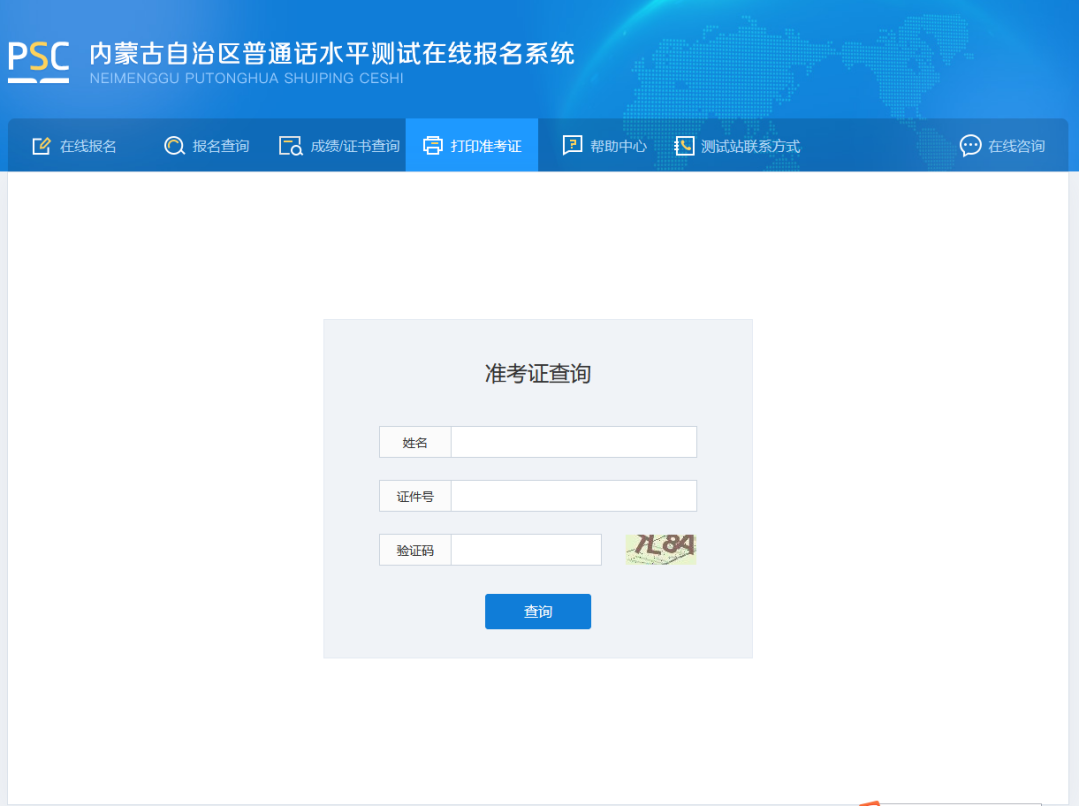 PSC
内蒙古自治区普通话水平测试在线报名系统
NEIMENGGU PUTONGHUA SHUIPING CESHI
在线报名 报名查询 成绩/证书查询 打印准考证 帮助中心 测试站联系方式 在线咨询
准考证查询
姓名
证件号
验证码
查询